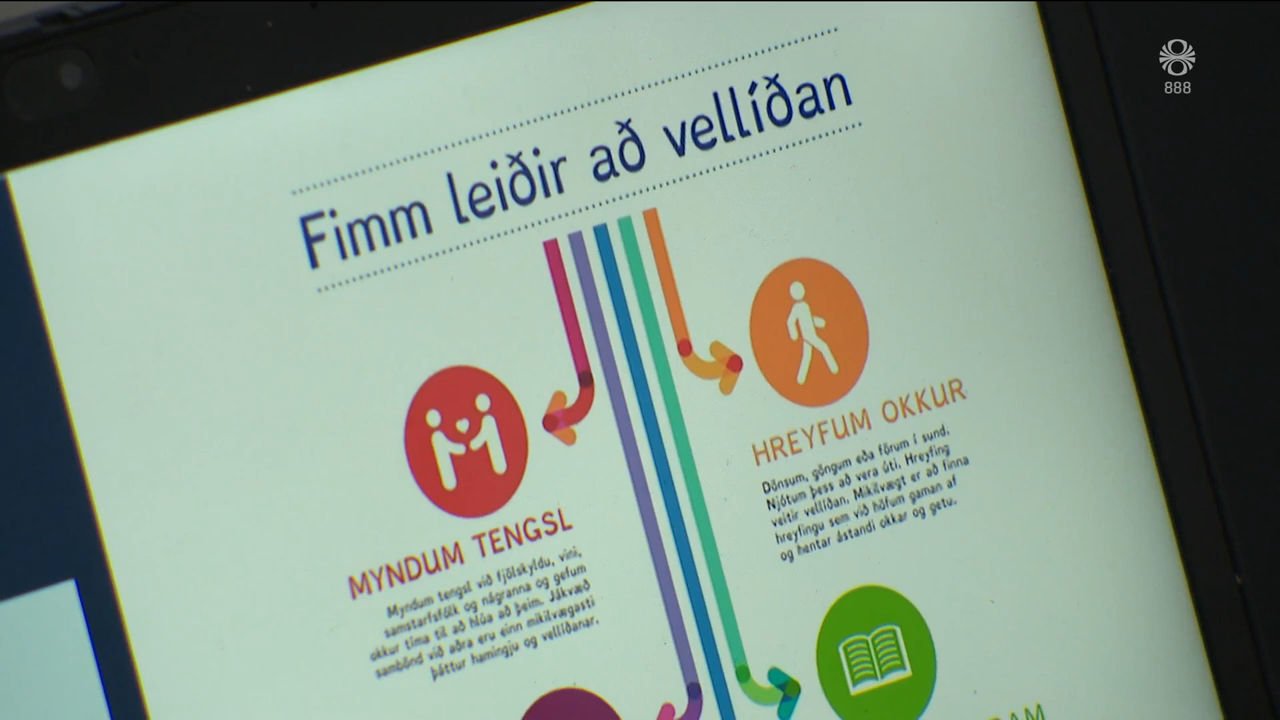 888
Fimm leiðir að vellíðan
HREYFUM OKKUR
Dönsum, göngum eða förum í sund.
Njótum þess að vera úti. Hreyfing
veitir vellíðan. Mikilvægt er að finna
hreyfingu sem við höfum gaman af
og hentar ástandi okkar og getu.
MYNDUM TENGSL
Myndum tengsl við fjölskyldu, vini,
samstarfsfólk og nágranna og gefum
okkur tíma til að hlúa að þeim. Jákvæð
sambönd við aðra eru einn mikilvægasti
þáttur hamingju og vellíðanar.